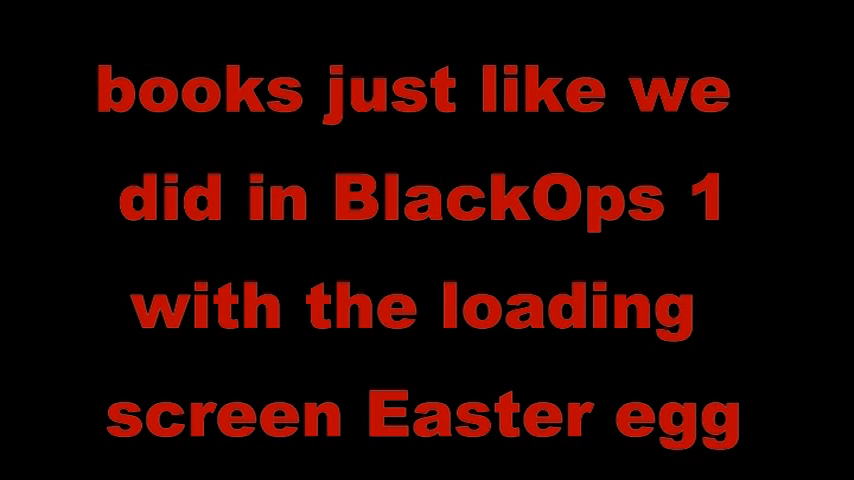 books just like we
did in BlackOps 1
with the loading
screen Easter egg